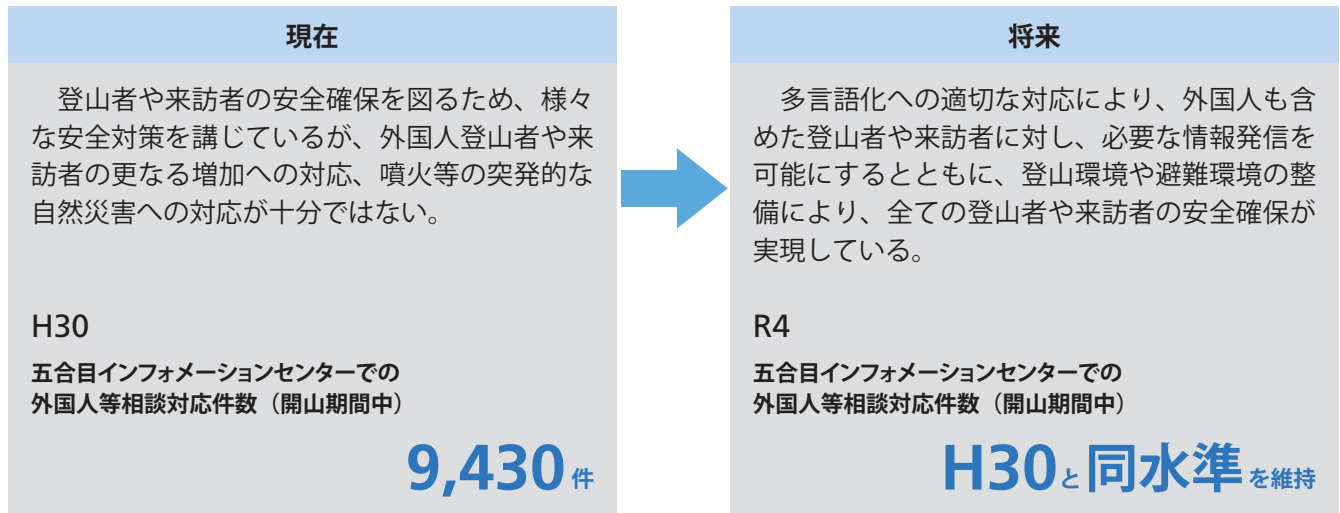 現在
登山者や来訪者の安全確保を図るため、様々
な安全対策を講じているが、外国人登山者や来
訪者の更なる増加への対応、噴火等の突発的な
自然災害への対応が十分ではない。
H30
五合目インフォメーションセンターでの
外国人等相談対応件数（開山期間中）
9,430件
将来
多言語化への適切な対応により、外国人も含
めた登山者や来訪者に対し、必要な情報発信を
可能にするとともに、登山環境や避難環境の整
備により、全ての登山者や来訪者の安全確保が
実現している。
R4
五合目インフォメーションセンターでの
外国人等相談対応件数（開山期間中）
H30と同水準を維持